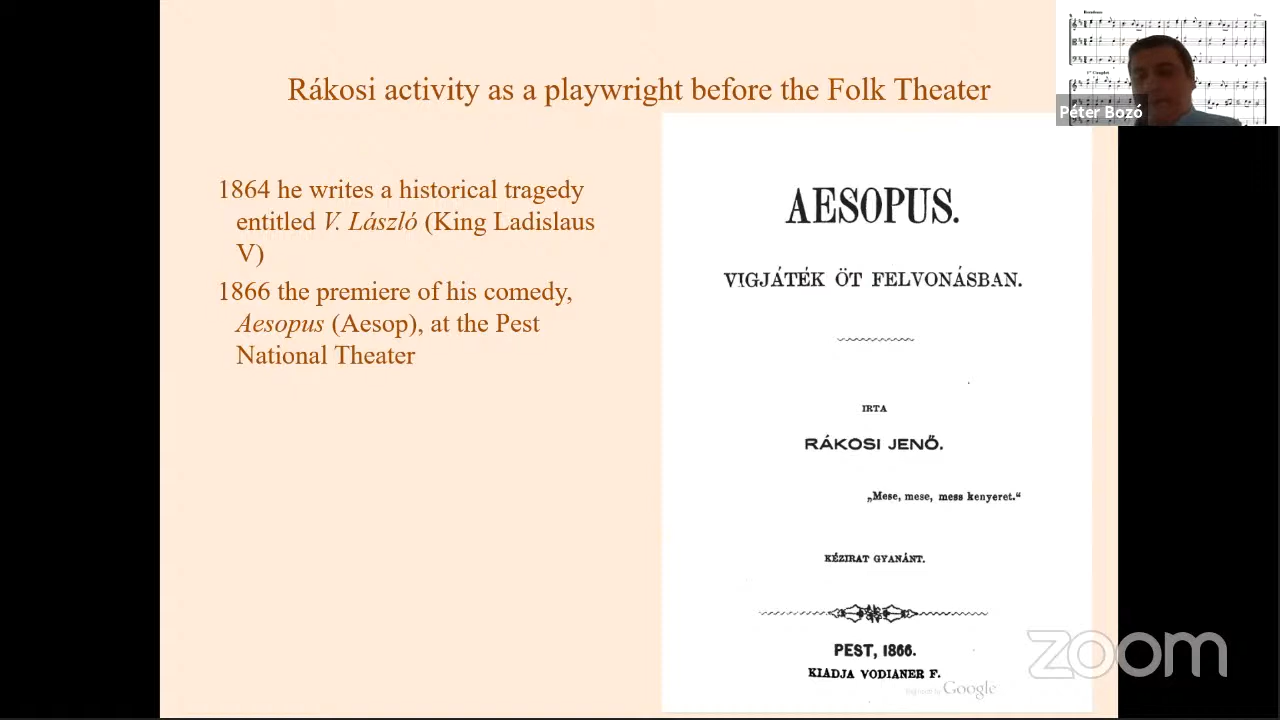 Rákosi activity as a playwright before the Folk Theater
Péter Bozó
1864 he writes a historical tragedy
entitled V. László (King Ladislaus
V)
1866 the premiere of his comedy,
Aesopus (Aesop), at the Pest
National Theater
AESOPUS.
VIGJÁTÉK ÖT FELVONÁSBAN.
IRTA
RÁKOSI JENŐ.
„Mese, mese, mess kenyeret.“
KÉZIRAT GYANÁNT.
PEST, 1866.
KIADJA VODIANER F.
Google
zoom